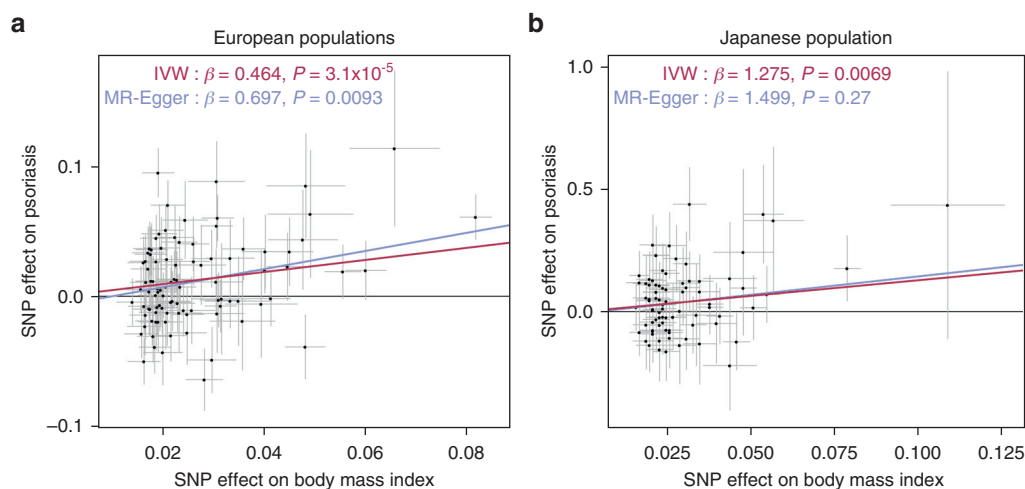 a
European populations
IVW : β = 0.464, P = 3.1x10⁻⁵
MR-Egger : β = 0.697, P = 0.0093
SNP effect on psoriasis
0.1
0.0
−0.1
0.02 0.04 0.06 0.08
SNP effect on body mass index
b
Japanese population
IVW : β = 1.275, P = 0.0069
MR-Egger : β = 1.499, P = 0.27
SNP effect on psoriasis
1.0
0.5
0.0
0.025 0.050 0.075 0.100 0.125
SNP effect on body mass index